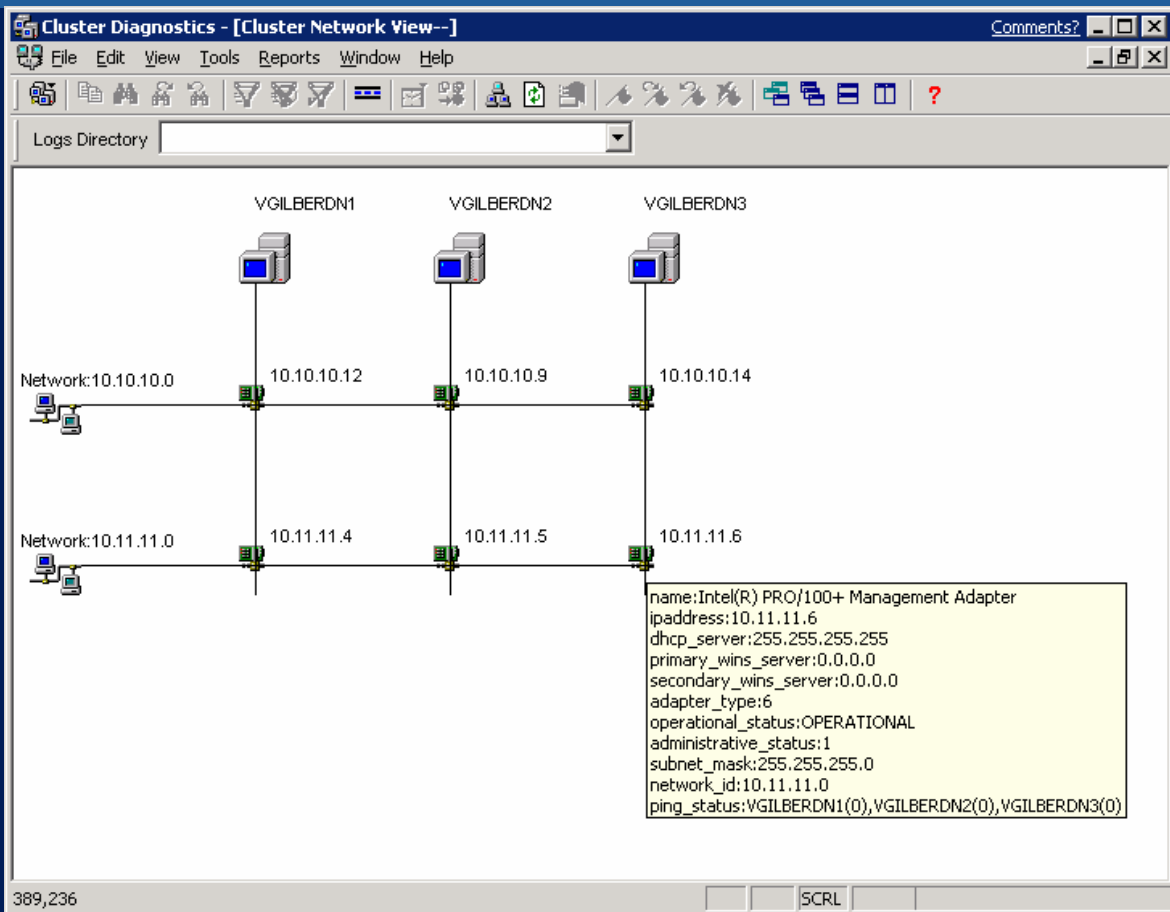 Cluster Diagnostics - [Cluster Network View--] Comments?
File Edit View Tools Reports Window Help
?
Logs Directory
VGILBERDN1 VGILBERDN2 VGILBERDN3
Network:10.10.10.0 10.10.10.12 10.10.10.9 10.10.10.14
Network:10.11.11.0 10.11.11.4 10.11.11.5 10.11.11.6
name:Intel(R) PRO/100+ Management Adapter
ipaddress:10.11.11.6
dhcp_server:255.255.255.255
primary_wins_server:0.0.0.0
secondary_wins_server:0.0.0.0
adapter_type:6
operational_status:OPERATIONAL
administrative_status:1
subnet_mask:255.255.255.0
network_id:10.11.11.0
ping_status:VGILBERDN1(0),VGILBERDN2(0),VGILBERDN3(0)
389,236 SCRL